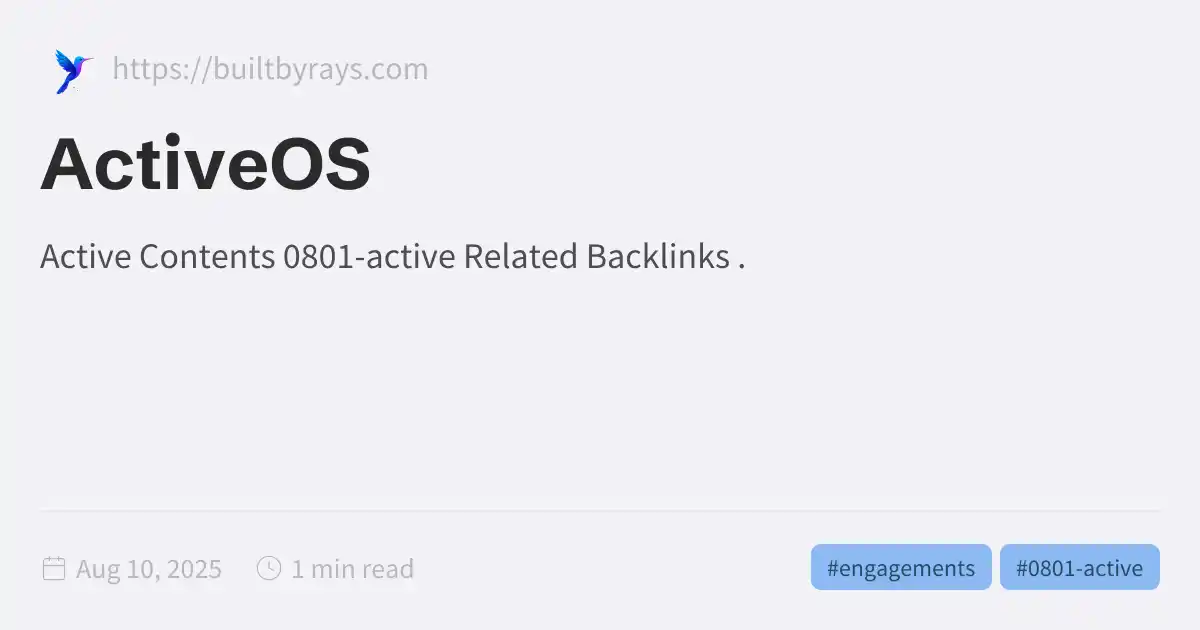 https://builtbyrays.com
ActiveOS
Active Contents 0801-active Related Backlinks .
Aug 10, 2025 1 min read #engagements #0801-active